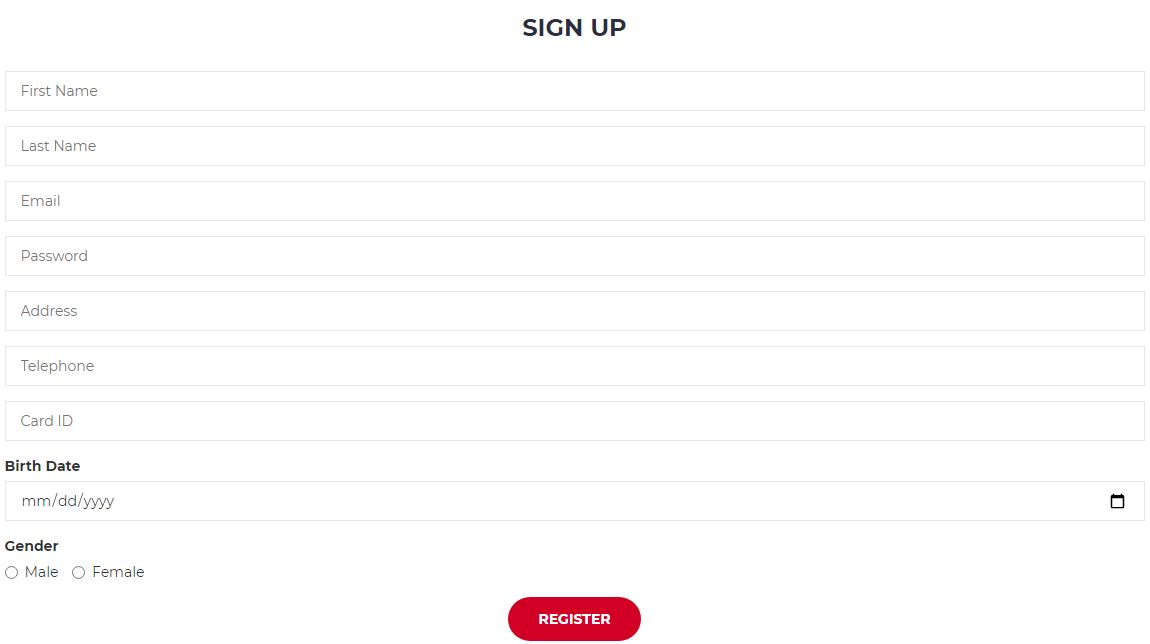 SIGN UP
First Name
Last Name
Email
Password
Address
Telephone
Card ID
Birth Date
mm/dd/yyyy
Gender
Male Female
REGISTER